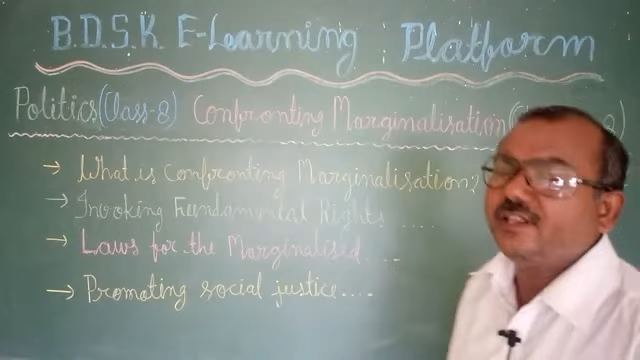 B.D.S.K. E-Learning Platform
Politics (Class-8) Confronting Marginalisation
→ What is Confronting Marginalisation?
→ Invoking Fundamental Rights ....
→ Laws for the Marginalised....
→ Promoting social justice....